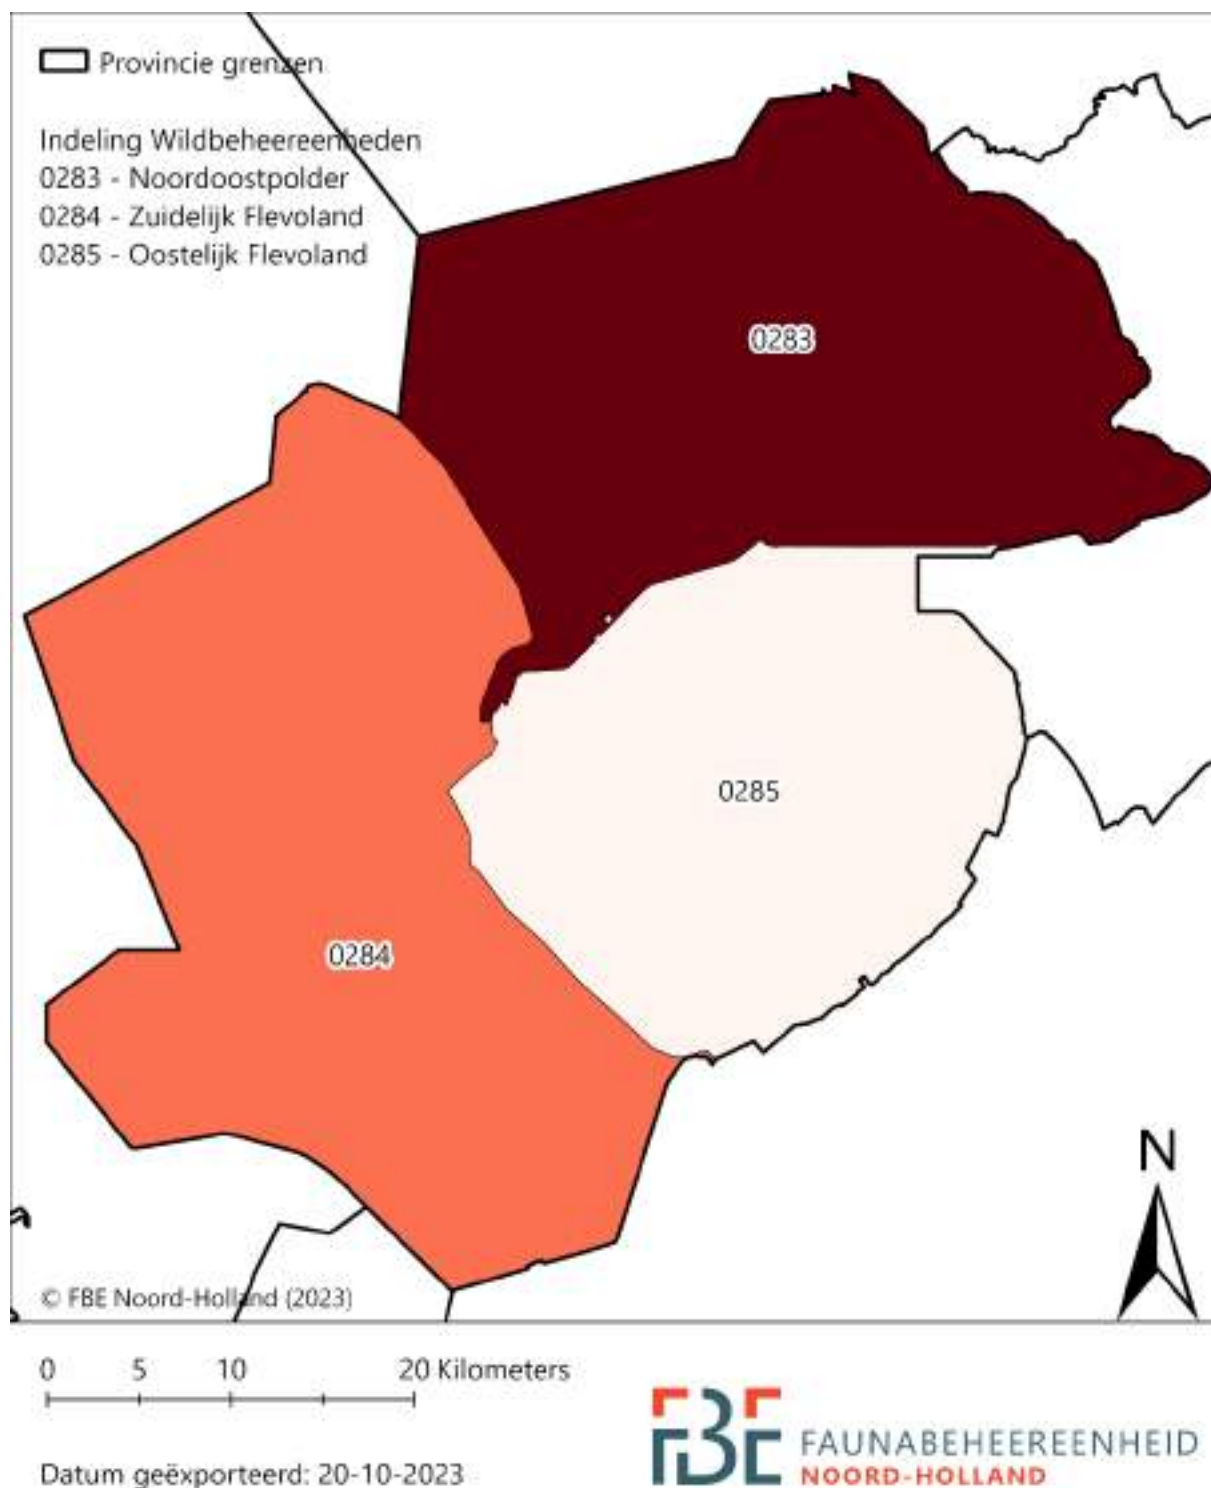 Provincie grenzen
Indeling Wildbeheereenheden
0283 - Noordoostpolder
0284 - Zuidelijk Flevoland
0285 - Oostelijk Flevoland
0283
0285
0284
N
© FBE Noord-Holland (2023)
0 5 10 20 Kilometers
Datum geëxporteerd: 20-10-2023
FBE FAUNABEHEEREENHEID
NOORD-HOLLAND